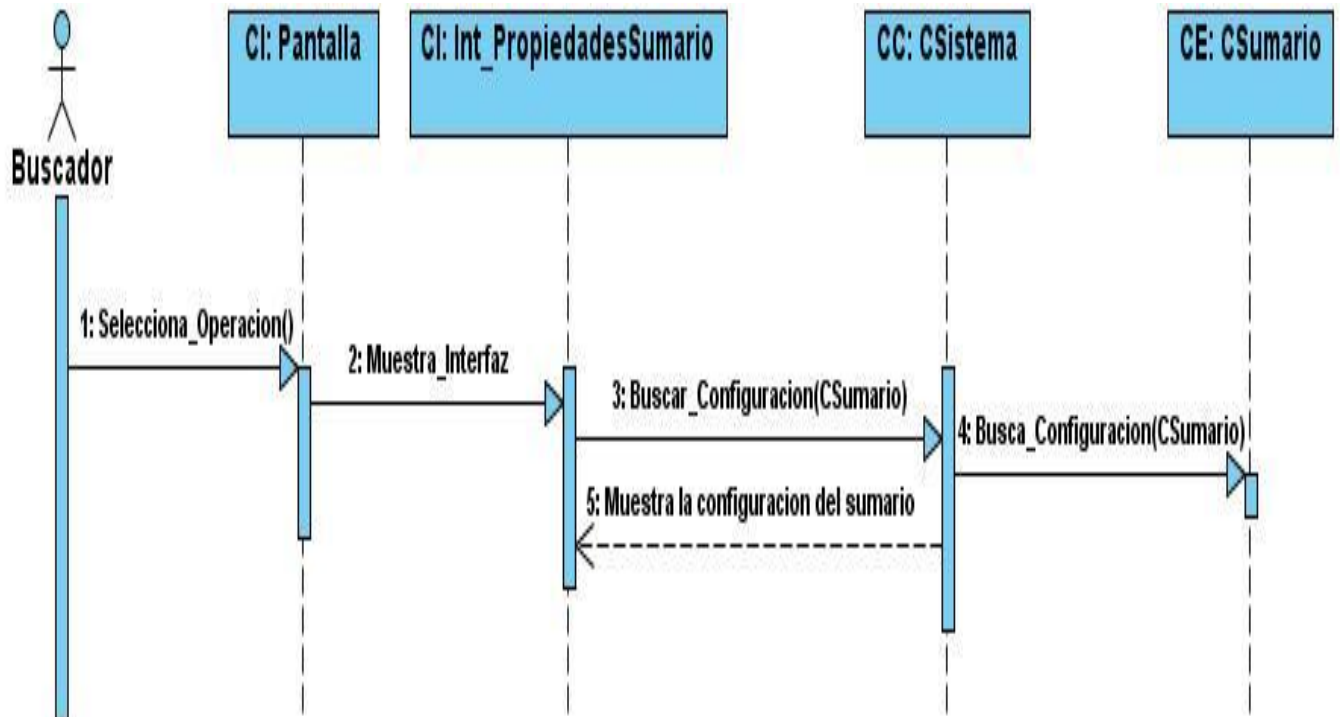 CI: Pantalla
CI: Int_PropiedadesSumario
CC: CSistema
CE: CSumario
Buscador
1: Selecciona_Operacion()
2: Muestra_Interfaz
3: Buscar_Configuracion(CSumario)
4: Busca_Configuracion(CSumario)
5: Muestra la configuracion del sumario